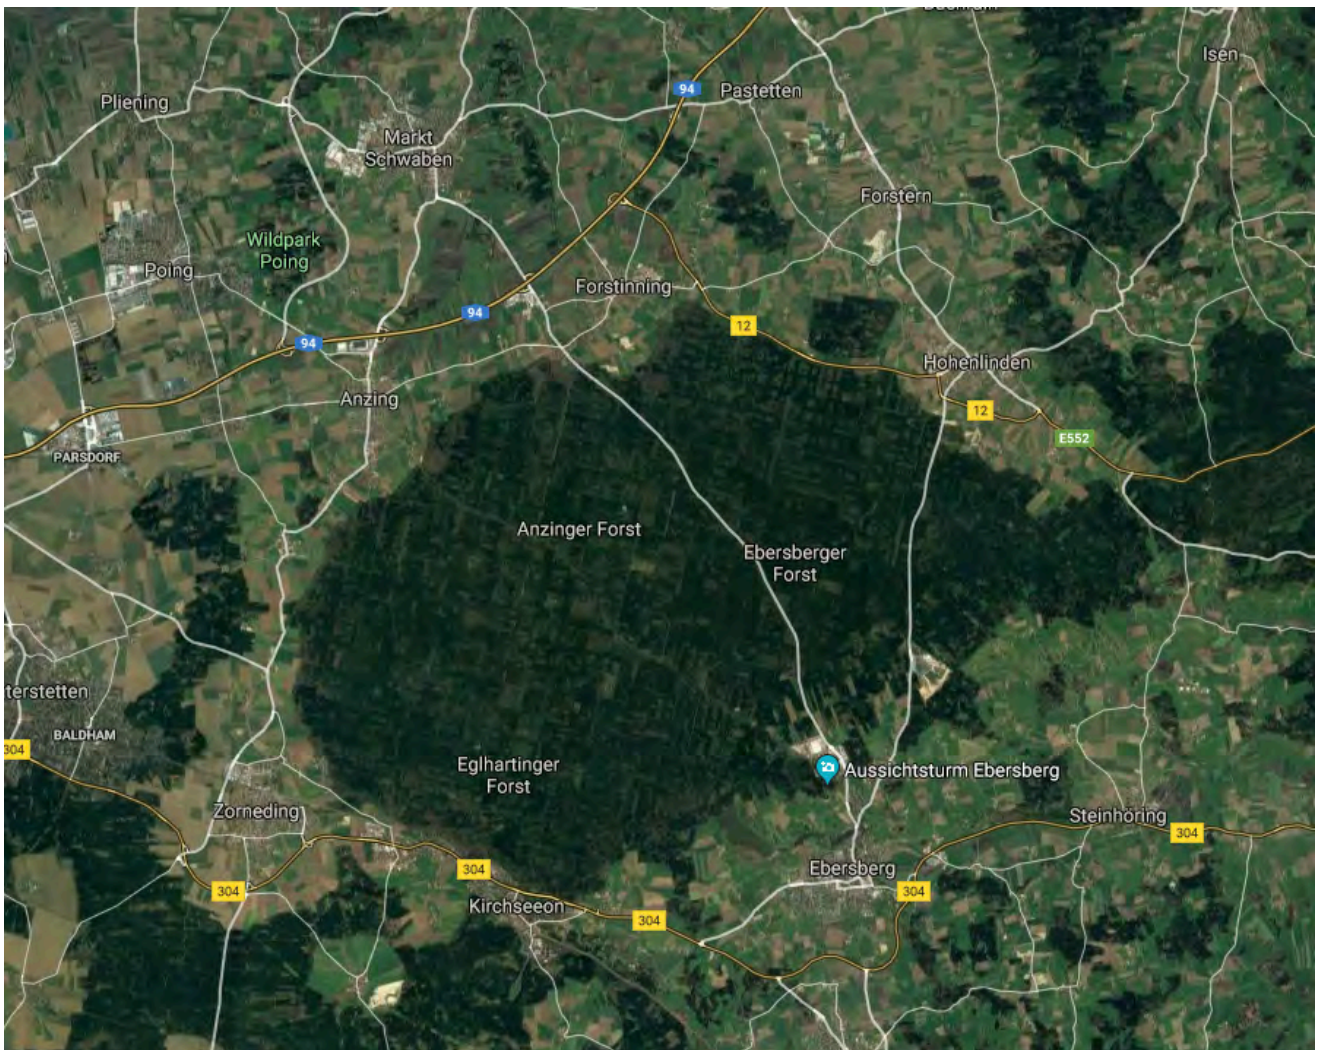 Isen
94
Pastetten
Pliening
Markt
Schwaben
Forstern
Wildpark
Poing
Poing
Forstinning
94
12
94
Hohenlinden
Anzing
12
E552
PARSDORF
Anzinger Forst
Ebersberger
Forst
terstetten
BALDHAM
304
Eglhartinger
Forst
Aussichtsturm Ebersberg
Zorneding
Steinhöring
304
304
Ebersberg
304
304
Kirchseeon
304